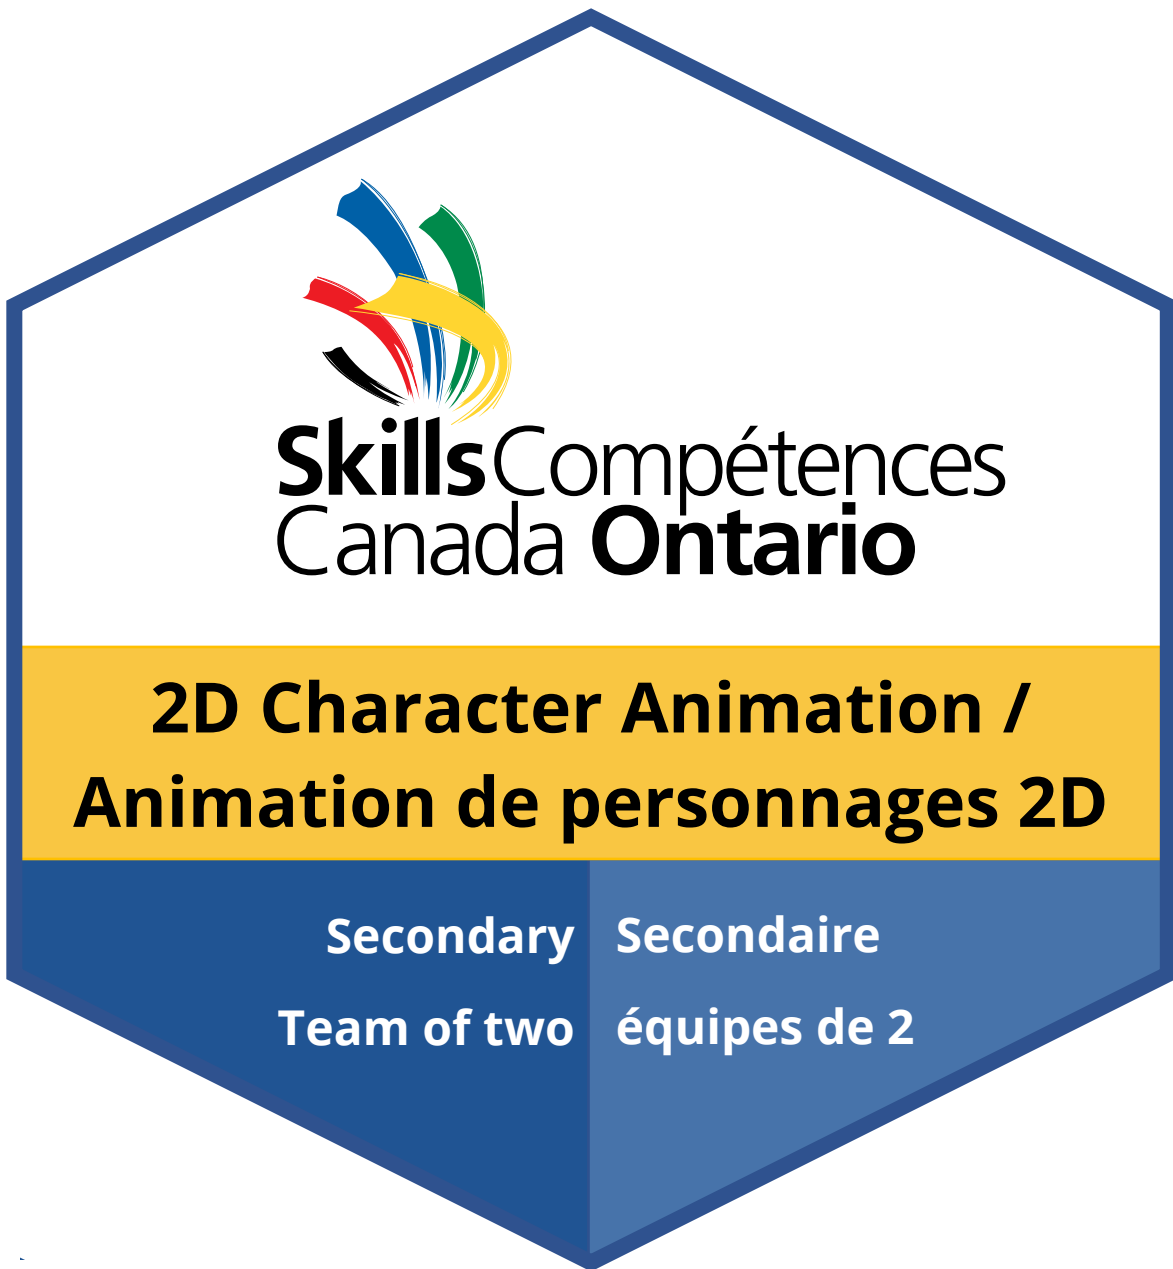 Skills Compétences
Canada Ontario
2D Character Animation /
Animation de personnages 2D
Secondary
Team of two
Secondaire
équipes de 2